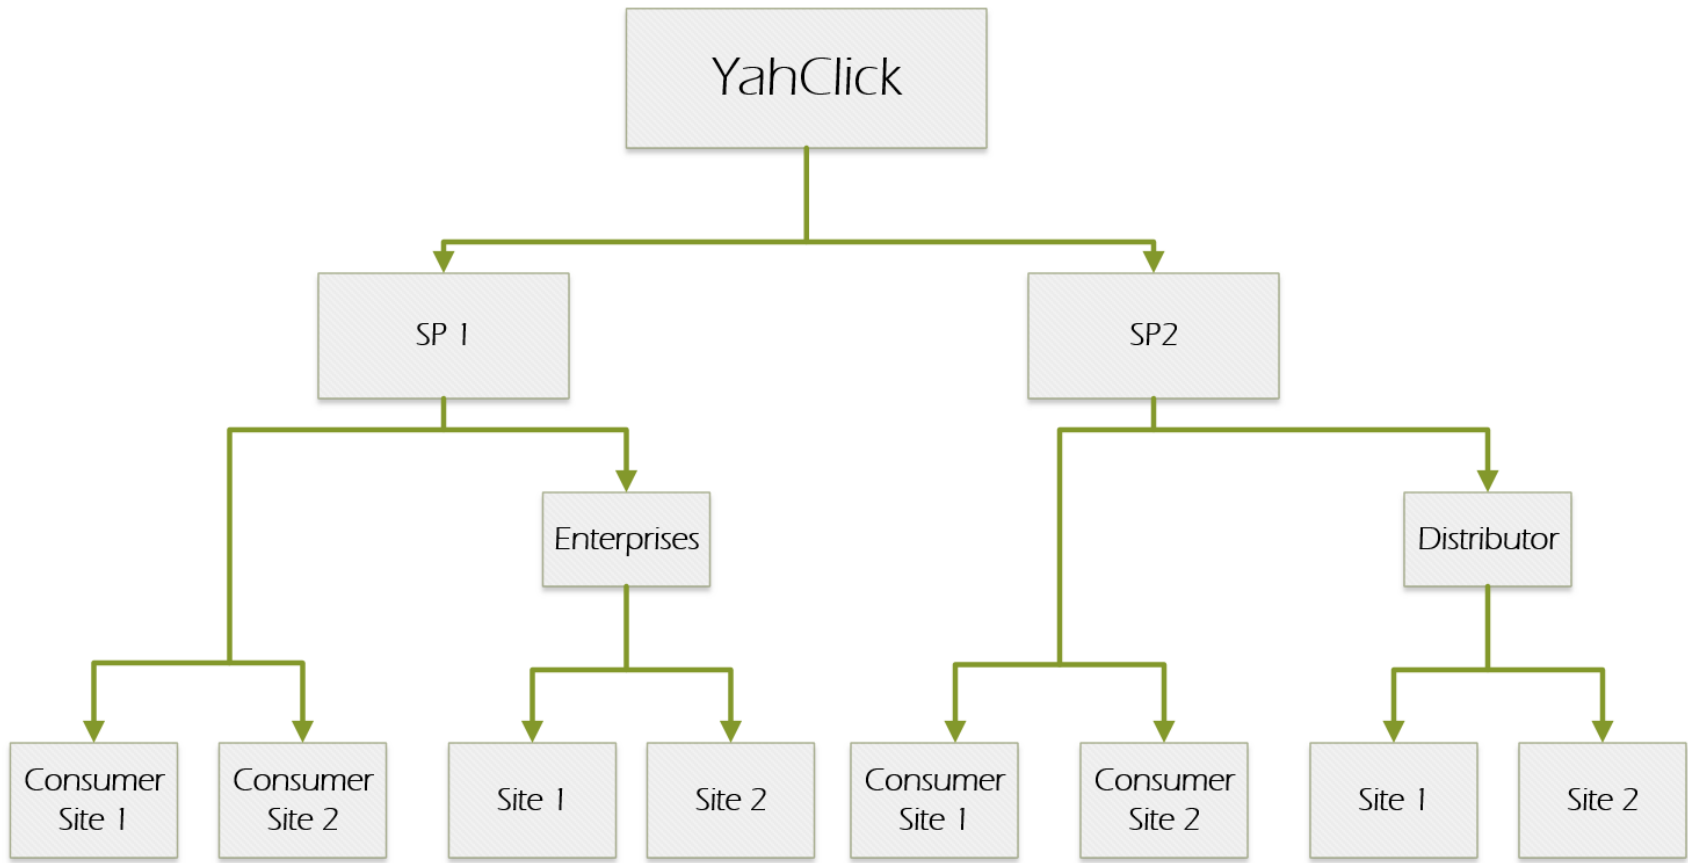 YahClick
SP 1
SP2
Enterprises
Distributor
Consumer
Site 1
Consumer
Site 2
Site 1
Site 2
Consumer
Site 1
Consumer
Site 2
Site 1
Site 2